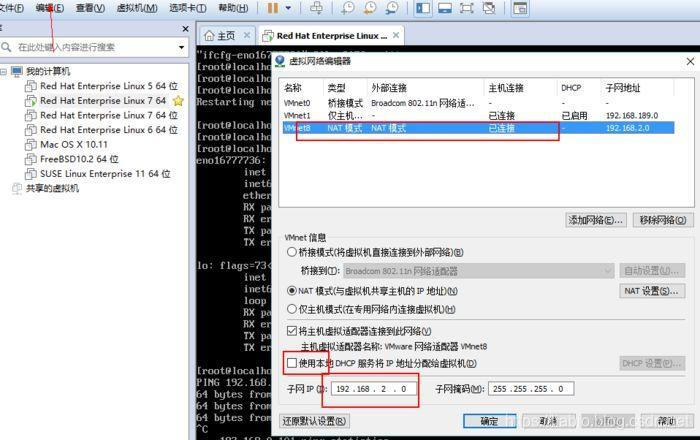 文件(F) 编辑(E) 查看(V) 虚拟机(M) 选项卡(T) 帮助(H)
在此处键入内容进行搜索
我的计算机
Red Hat Enterprise Linux 5 64 位
Red Hat Enterprise Linux 7 64
Red Hat Enterprise Linux 7 64 位
Red Hat Enterprise Linux 6 64 位
Mac OS X 10.11
FreeBSD10.2 64 位
SUSE Linux Enterprise 11 64 位
共享的虚拟机
主页
Red Hat Enterprise Linux ...
"ifcfg-eno16777
[root@localho
[root@localho
[root@localho
Restarting ne
[root@localho
[root@localho
eno16777736:
inet
inet6
ether
RX pa
RX er
TX pa
TX er
lo: flags=73<
inet
inet6
loop
RX pa
RX er
TX pa
TX er
[root@localho
PING 192.168.
64 bytes from
64 bytes from
^C
虚拟网络编辑器
名称 类型 外部连接 主机连接 DHCP 子网地址
VMnet0 桥接模式 Broadcom 802.11n 网络适... - -
VMnet1 仅主机... - 已连接 已启用 192.168.189.0
VMnet8 NAT 模式 NAT 模式 已连接 - 192.168.2.0
添加网络(E)... 移除网络(O)
VMnet 信息
桥接模式(将虚拟机直接连接到外部网络)(B)
桥接到(T): Broadcom 802.11n 网络适配器 自动设置(U)...
NAT 模式(与虚拟机共享主机的 IP 地址)(N) NAT 设置(S)...
仅主机模式(在专用网络内连接虚拟机)(H)
将主机虚拟适配器连接到此网络(V)
主机虚拟适配器名称: VMware 网络适配器 VMnet8
使用本地 DHCP 服务将 IP 地址分配给虚拟机(D) DHCP 设置(P)...
子网 IP (I): 192 .168 . 2 . 0 子网掩码(M): 255 .255 .255 . 0
还原默认设置(R) 确定 取消 帮助